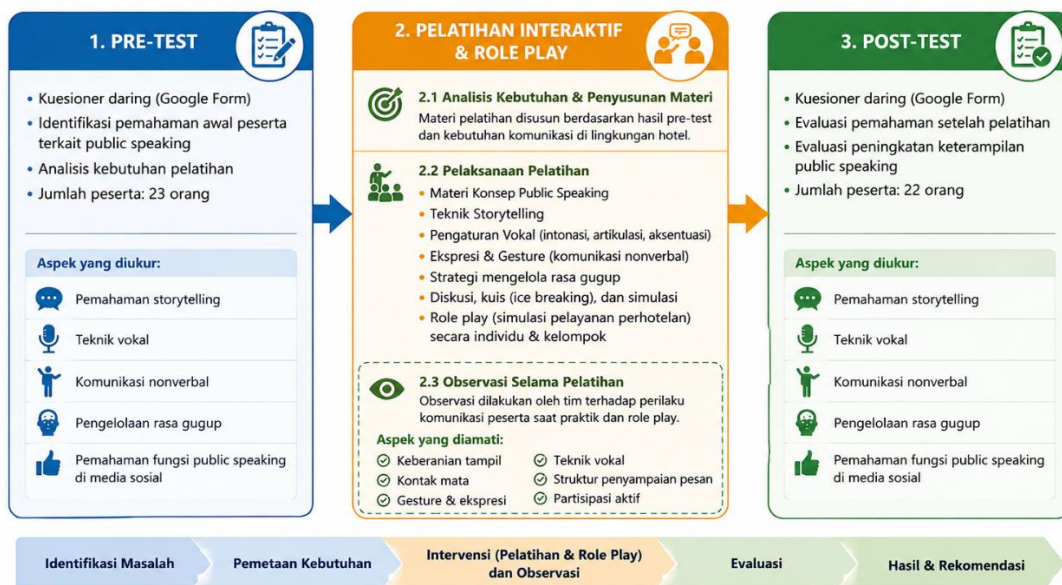 1. PRE-TEST
• Kuesioner daring (Google Form)
• Identifikasi pemahaman awal peserta
terkait public speaking
• Analisis kebutuhan pelatihan
• Jumlah peserta: 23 orang
Aspek yang diukur:
Pemahaman storytelling
Teknik vokal
Komunikasi nonverbal
Pengelolaan rasa gugup
Pemahaman fungsi public speaking
di media sosial
2. PELATIHAN INTERAKTIF
& ROLE PLAY
2.1 Analisis Kebutuhan & Penyusunan Materi
Materi pelatihan disusun berdasarkan hasil pre-test
dan kebutuhan komunikasi di lingkungan hotel.
2.2 Pelaksanaan Pelatihan
• Materi Konsep Public Speaking
• Teknik Storytelling
• Pengaturan Vokal (intonasi, artikulasi, aksentuasi)
• Ekspresi & Gesture (komunikasi nonverbal)
• Strategi mengelola rasa gugup
• Diskusi, kuis (ice breaking), dan simulasi
• Role play (simulasi pelayanan perhotelan)
secara individu & kelompok
2.3 Observasi Selama Pelatihan
Observasi dilakukan oleh tim terhadap perilaku
komunikasi peserta saat praktik dan role play.
Aspek yang diamati:
Keberanian tampil
Kontak mata
Gesture & ekspresi
Teknik vokal
Struktur penyampaian pesan
Partisipasi aktif
3. POST-TEST
• Kuesioner daring (Google Form)
• Evaluasi pemahaman setelah pelatihan
• Evaluasi peningkatan keterampilan
public speaking
• Jumlah peserta: 22 orang
Aspek yang diukur:
Pemahaman storytelling
Teknik vokal
Komunikasi nonverbal
Pengelolaan rasa gugup
Pemahaman fungsi public speaking
di media sosial
Identifikasi Masalah
Pemetaan Kebutuhan
Intervensi (Pelatihan & Role Play)
dan Observasi
Evaluasi
Hasil & Rekomendasi